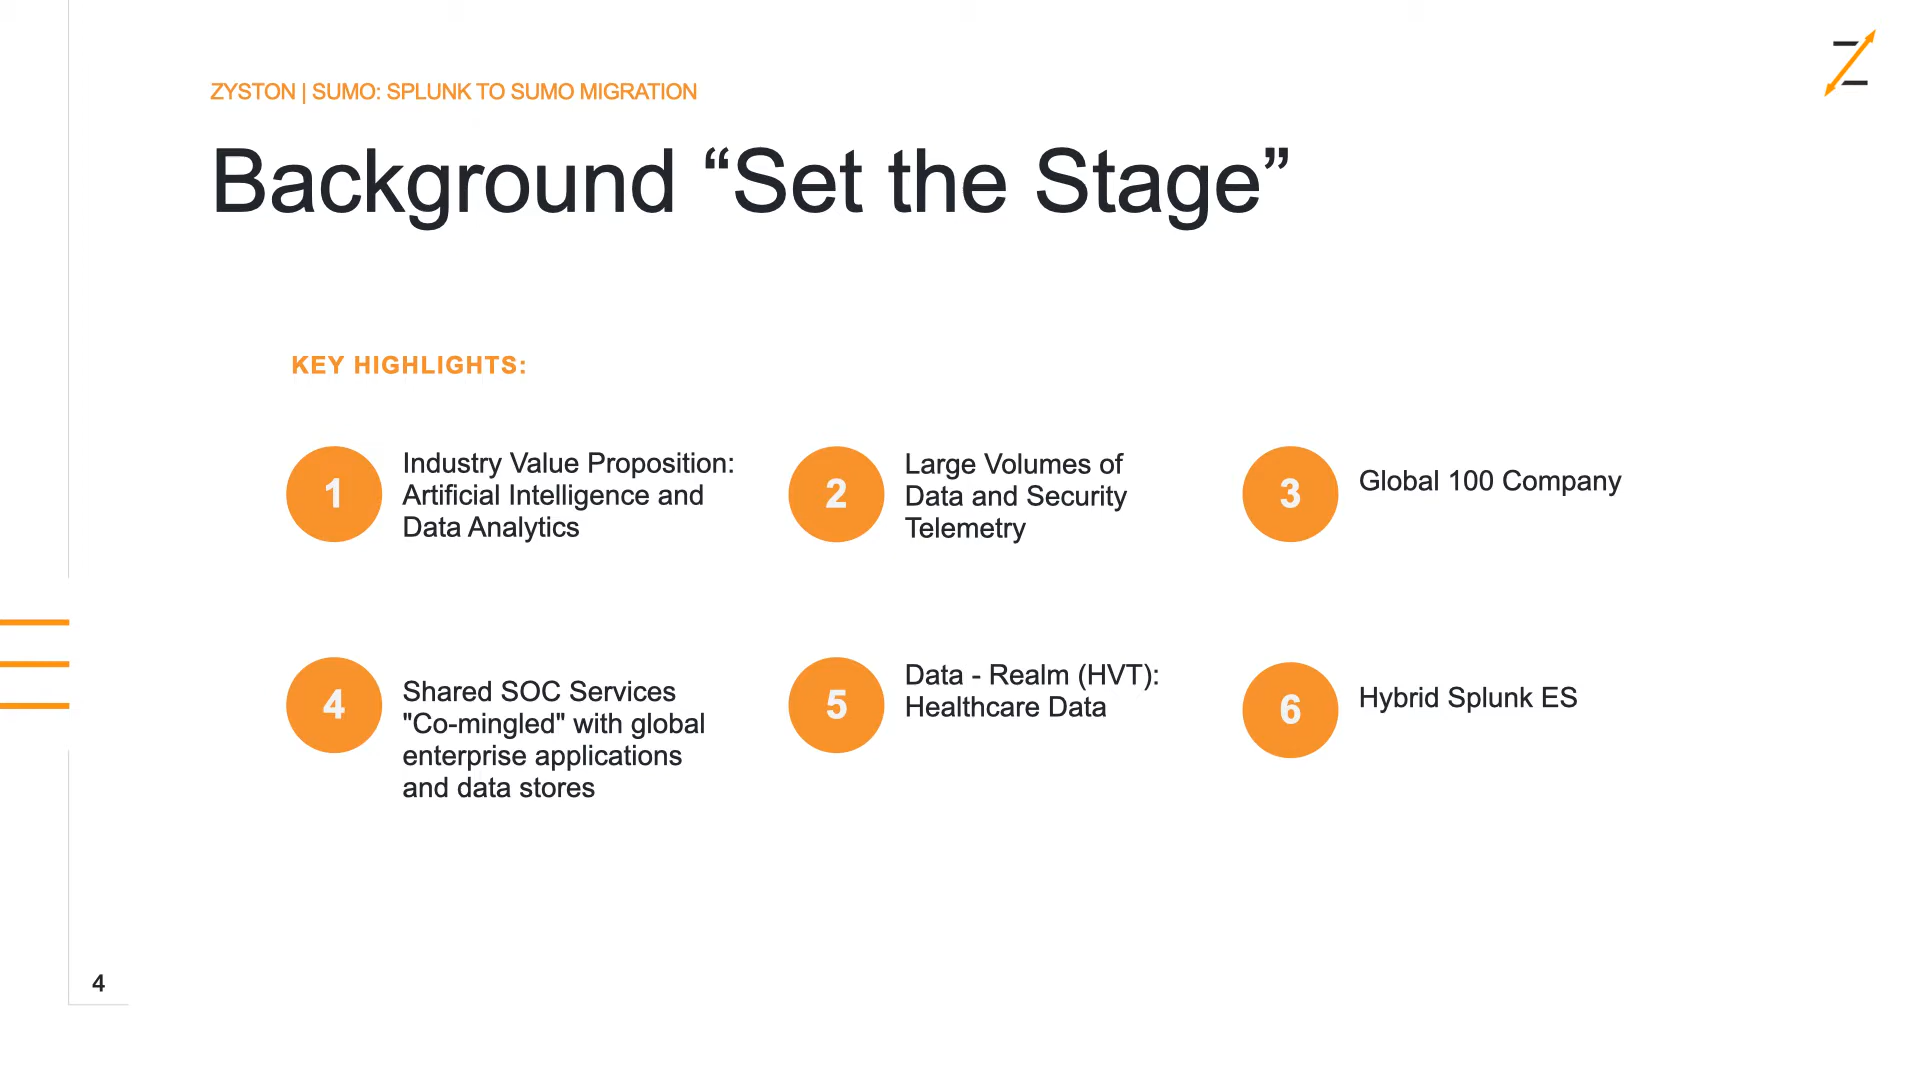 ZYSTON | SUMO: SPLUNK TO SUMO MIGRATION
Background “Set the Stage”
KEY HIGHLIGHTS:
1
Industry Value Proposition:
Artificial Intelligence and
Data Analytics
2
Large Volumes of
Data and Security
Telemetry
3
Global 100 Company
4
Shared SOC Services
"Co-mingled" with global
enterprise applications
and data stores
5
Data - Realm (HVT):
Healthcare Data
6
Hybrid Splunk ES
4